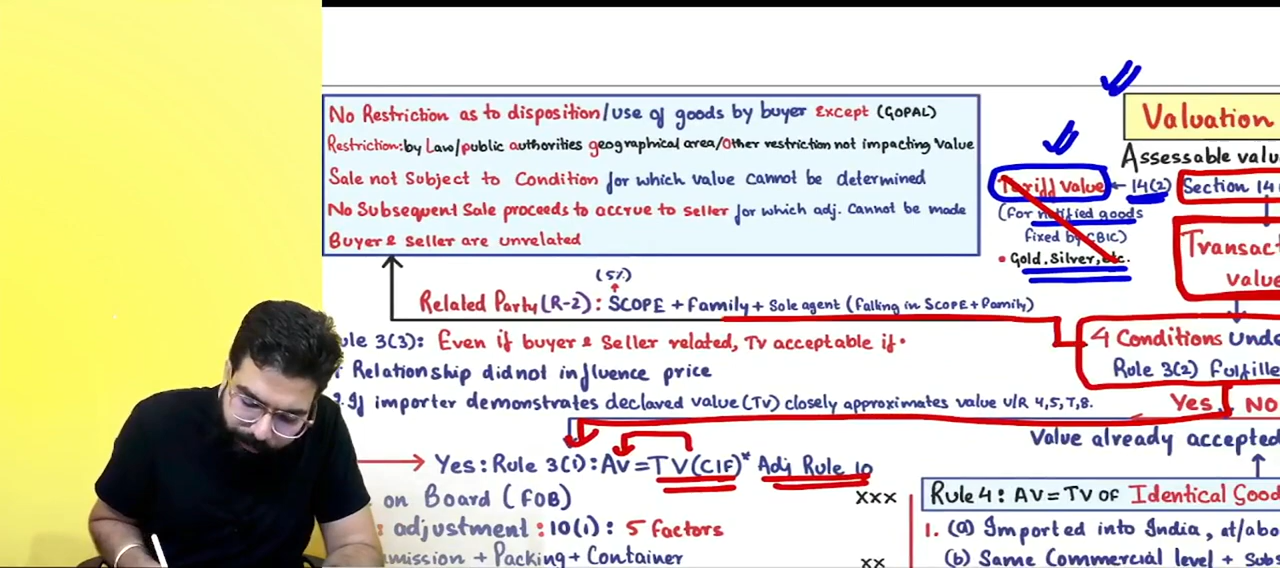 No Restriction as to disposition/use of goods by buyer Except (GOPAL)
Restriction: by Law/public authorities geographical area/Other restriction not impacting value
Sale not Subject to Condition for which value cannot be determined
No Subsequent Sale proceeds to accrue to seller for which adj. Cannot be made
Buyer & Seller are unrelated
(5%)
Related Party (R-2): SCOPE + Family + Sole agent (falling in SCOPE + Family)
ule 3(3): Even if buyer & Seller related, TV acceptable if
Relationship did not influence price
If importer demonstrates declared value (TV) closely approximates value U/R 4,5,7,8.
Yes: Rule 3(1): AV = TV (CIF)* Adj Rule 10
on Board (FOB)
xxx
adjustment: 10(1): 5 factors
mission + Packing + Container
xx
Valuation
Assessable valu
Tariff value ← 14(2) Section 14(
(for notified goods
fixed by CBIC)
• Gold, Silver, etc.
Transact
value
4 Conditions Unde
Rule 3(2) Fulfille
Yes NO
Value already accepted
Rule 4: AV = TV of Identical Good
1. (a) Imported into India, at/abo
(b) Same Commercial level + Subs